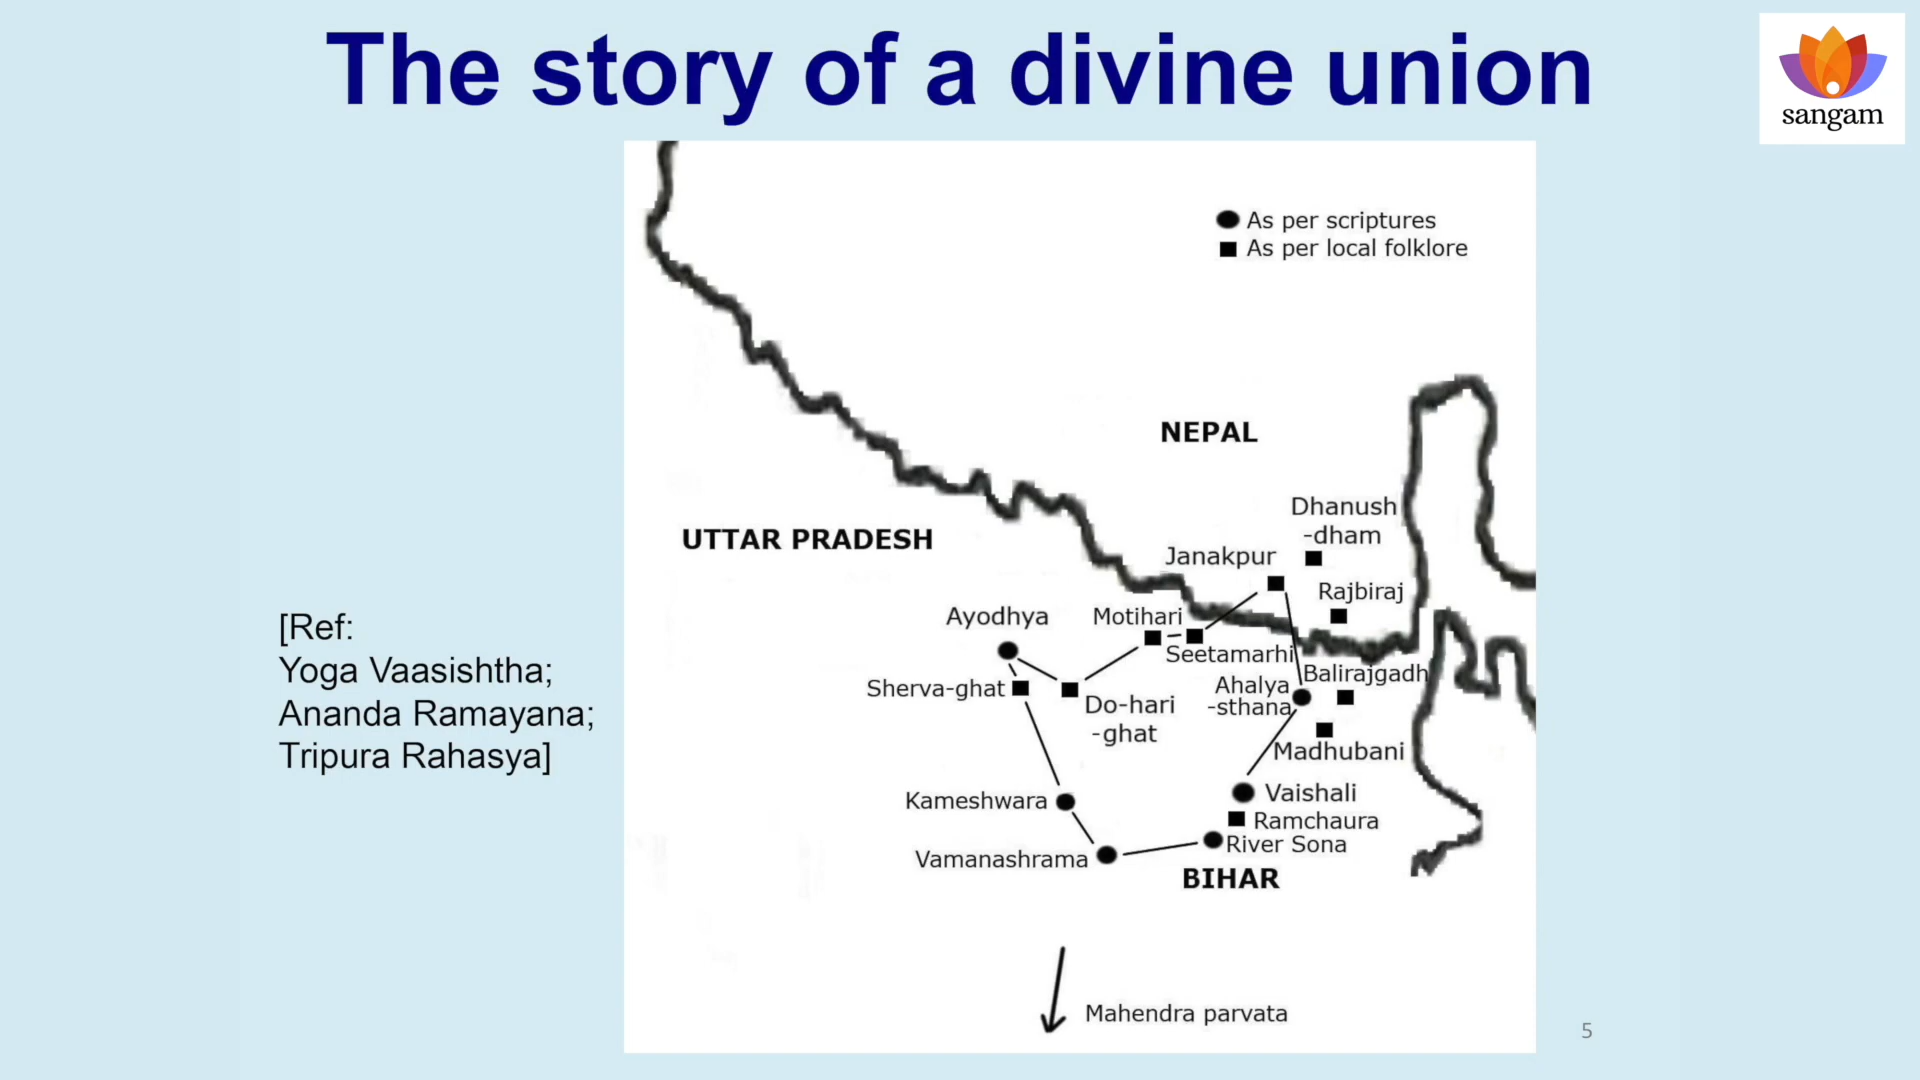 The story of a divine union
sangam
As per scriptures
As per local folklore
NEPAL
Dhanush
-dham
UTTAR PRADESH
Janakpur
Rajbiraj
Ayodhya
Motihari
Seetamarhi
Balirajgadh
Sherva-ghat
Ahalya
-sthana
Do-hari
-ghat
Madhubani
Kameshwara
Vaishali
Ramchaura
River Sona
Vamanashrama
BIHAR
Mahendra parvata
[Ref:
Yoga Vaasishtha;
Ananda Ramayana;
Tripura Rahasya]
5